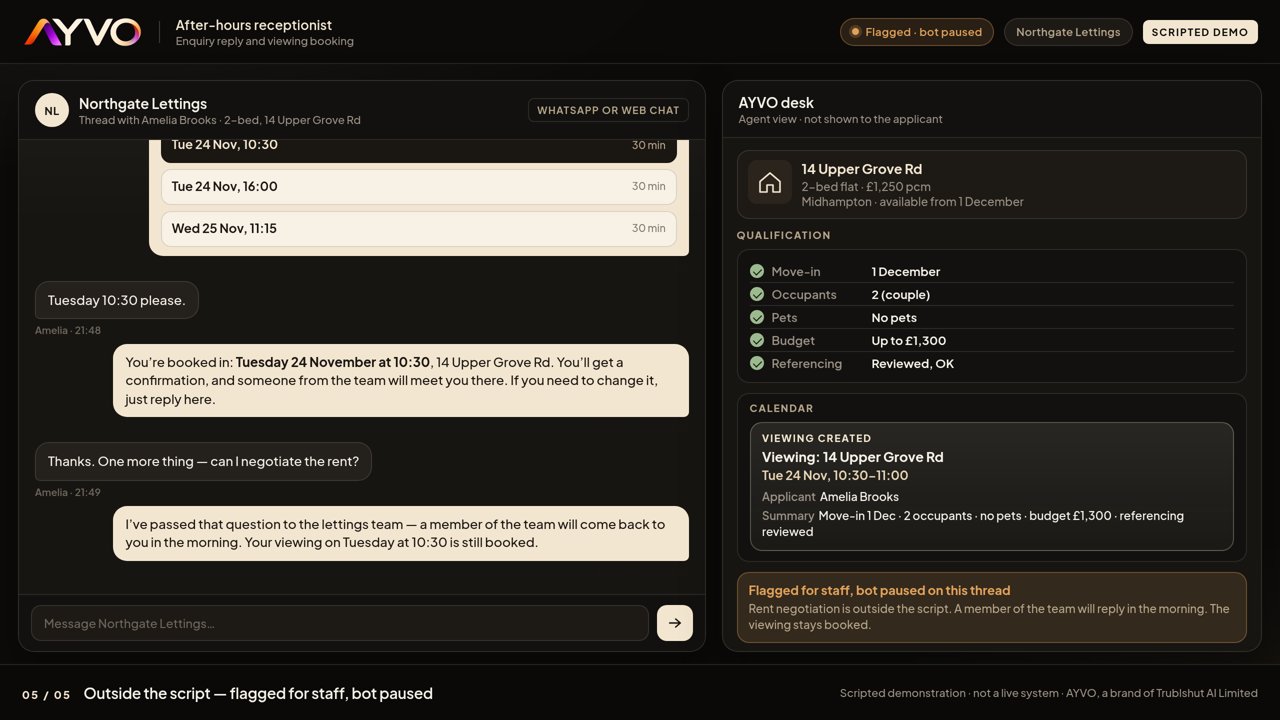 AYVO
After-hours receptionist
Enquiry reply and viewing booking
Flagged · bot paused
Northgate Lettings
SCRIPTED DEMO
NL
Northgate Lettings
Thread with Amelia Brooks · 2-bed, 14 Upper Grove Rd
WHATSAPP OR WEB CHAT
Tue 24 Nov, 10:30
30 min
Tue 24 Nov, 16:00
30 min
Wed 25 Nov, 11:15
30 min
Tuesday 10:30 please.
Amelia · 21:48
You’re booked in: Tuesday 24 November at 10:30, 14 Upper Grove Rd. You’ll get a
confirmation, and someone from the team will meet you there. If you need to change it,
just reply here.
Thanks. One more thing — can I negotiate the rent?
Amelia · 21:49
I’ve passed that question to the lettings team — a member of the team will come back to
you in the morning. Your viewing on Tuesday at 10:30 is still booked.
Message Northgate Lettings…
AYVO desk
Agent view · not shown to the applicant
14 Upper Grove Rd
2-bed flat · £1,250 pcm
Midhampton · available from 1 December
QUALIFICATION
Move-in
1 December
Occupants
2 (couple)
Pets
No pets
Budget
Up to £1,300
Referencing
Reviewed, OK
CALENDAR
VIEWING CREATED
Viewing: 14 Upper Grove Rd
Tue 24 Nov, 10:30–11:00
Applicant Amelia Brooks
Summary Move-in 1 Dec · 2 occupants · no pets · budget £1,300 · referencing
reviewed
Flagged for staff, bot paused on this thread
Rent negotiation is outside the script. A member of the team will reply in the morning. The
viewing stays booked.
05 / 05
Outside the script — flagged for staff, bot paused
Scripted demonstration · not a live system · AYVO, a brand of Trublshut AI Limited